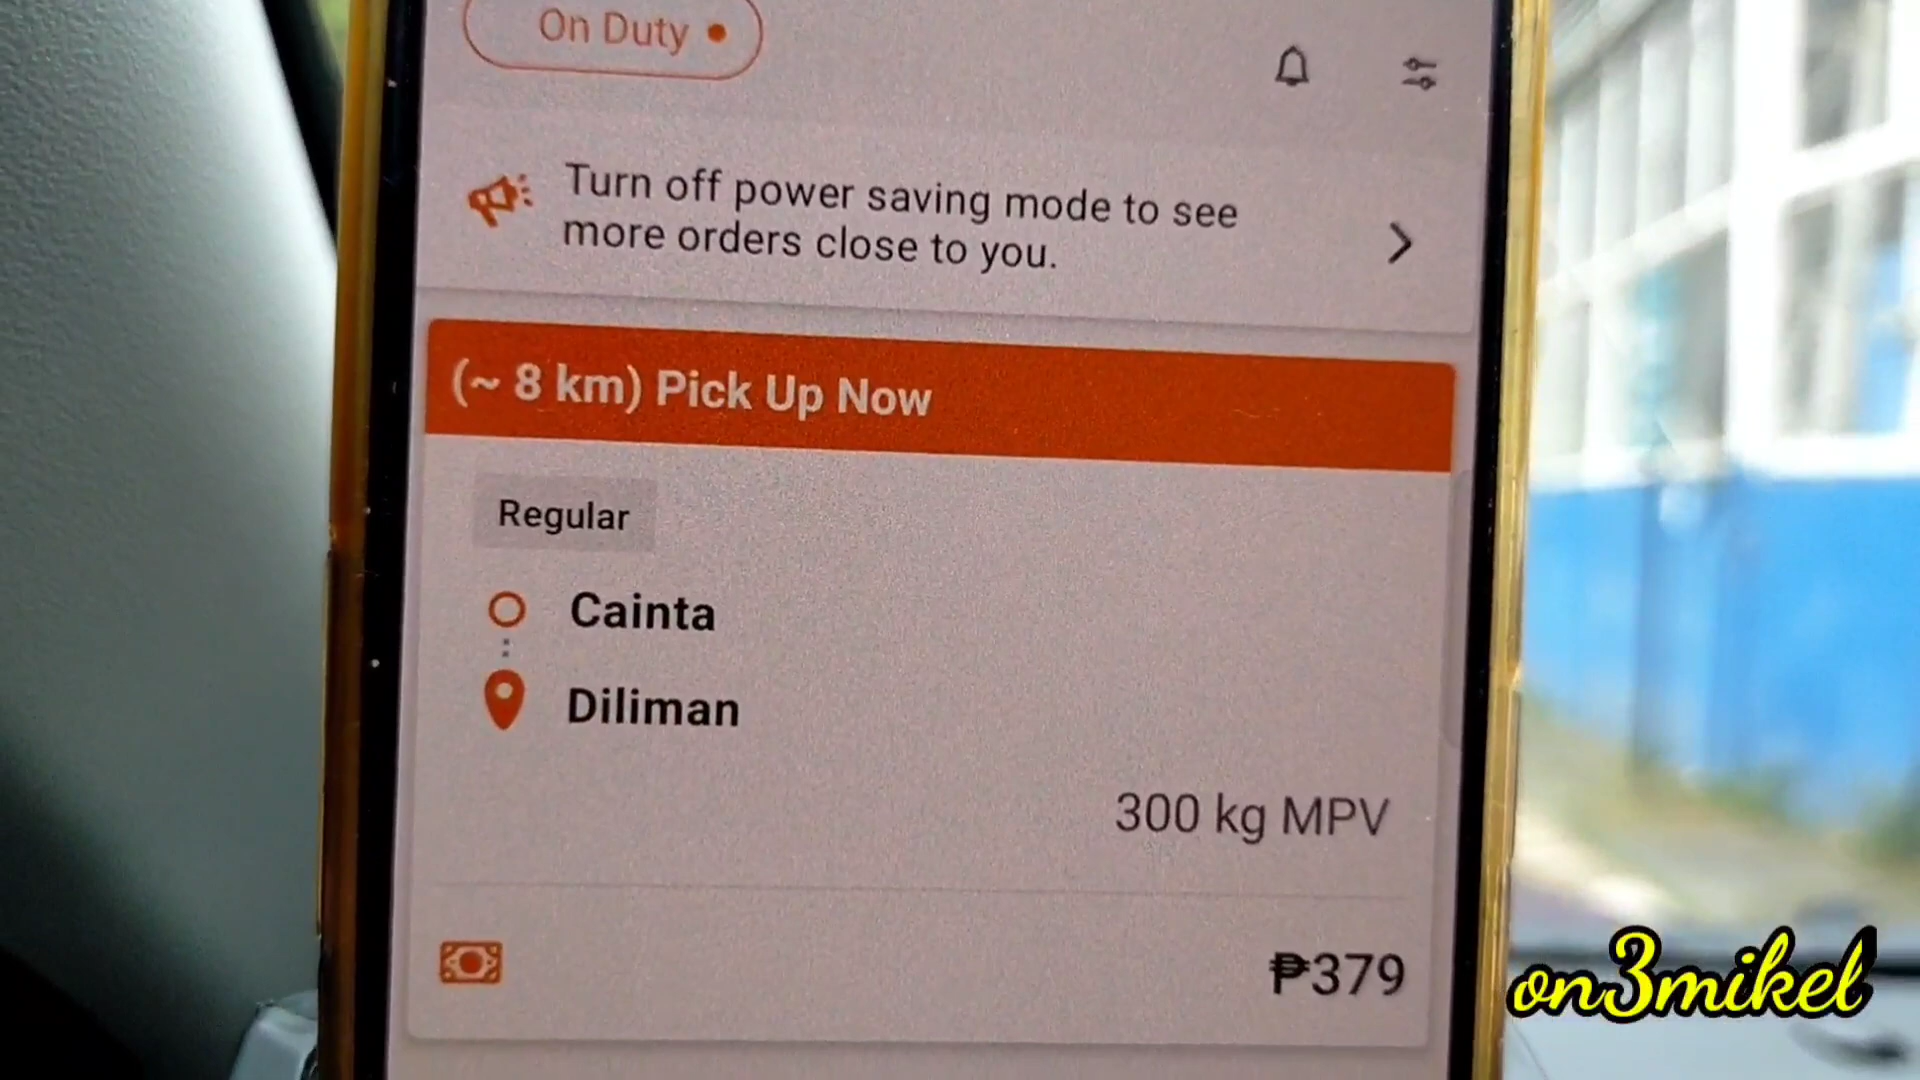 On Duty
Turn off power saving mode to see
more orders close to you.
(~ 8 km) Pick Up Now
Regular
Cainta
Diliman
300 kg MPV
₱379
on3mikel